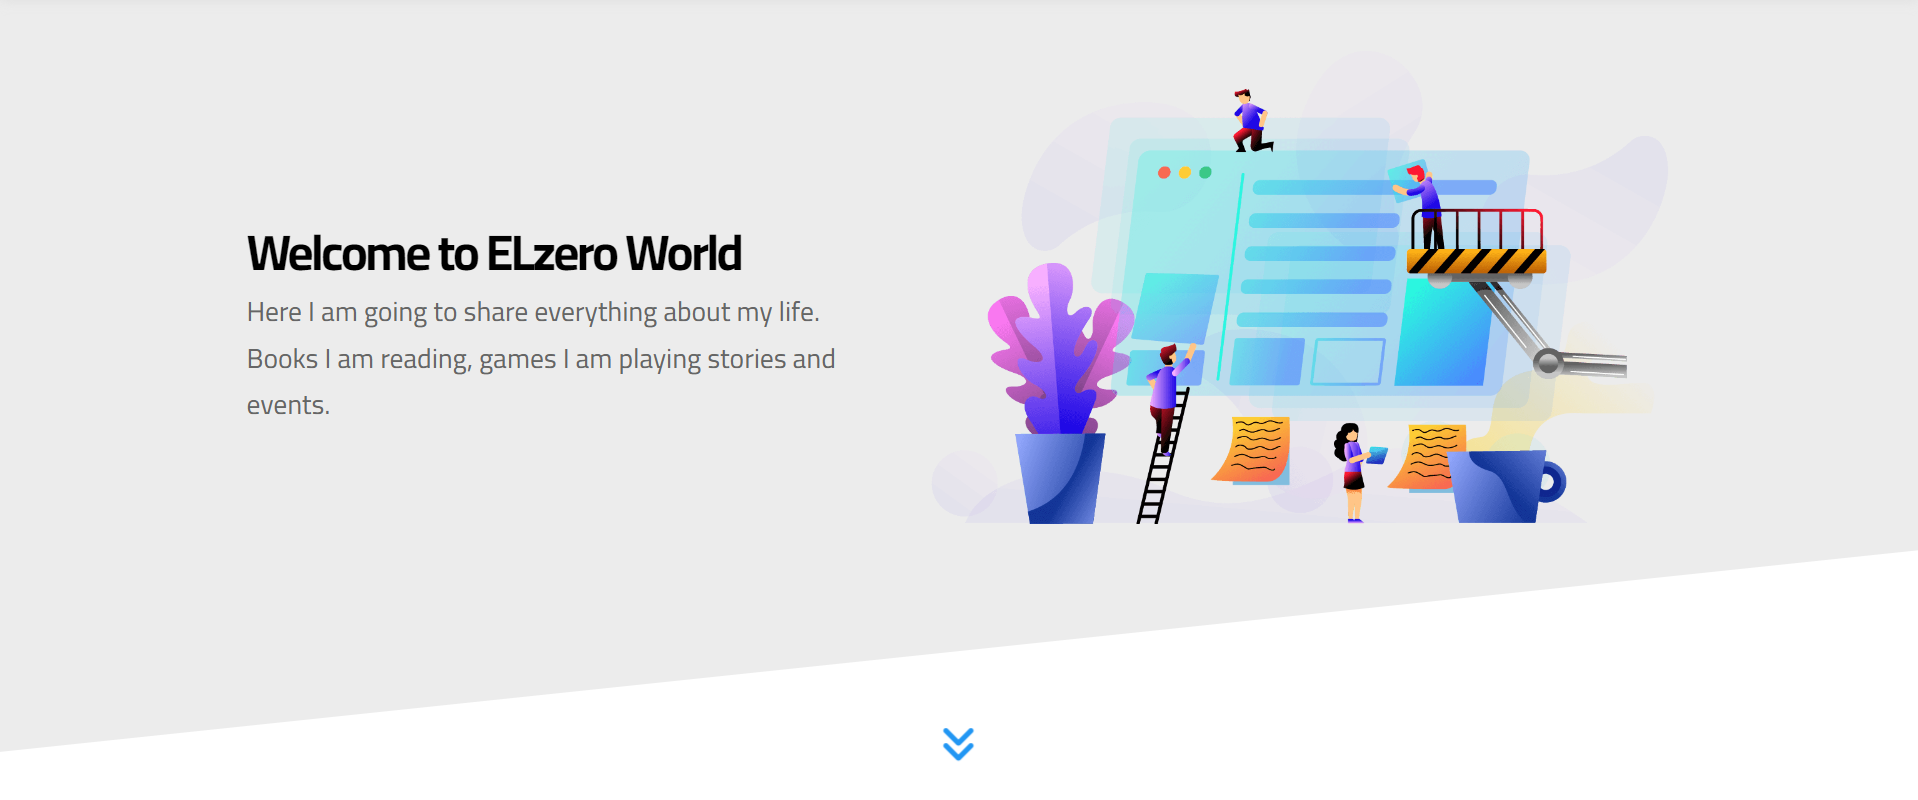 Welcome to ELzero World
Here I am going to share everything about my life.
Books I am reading, games I am playing stories and
events.